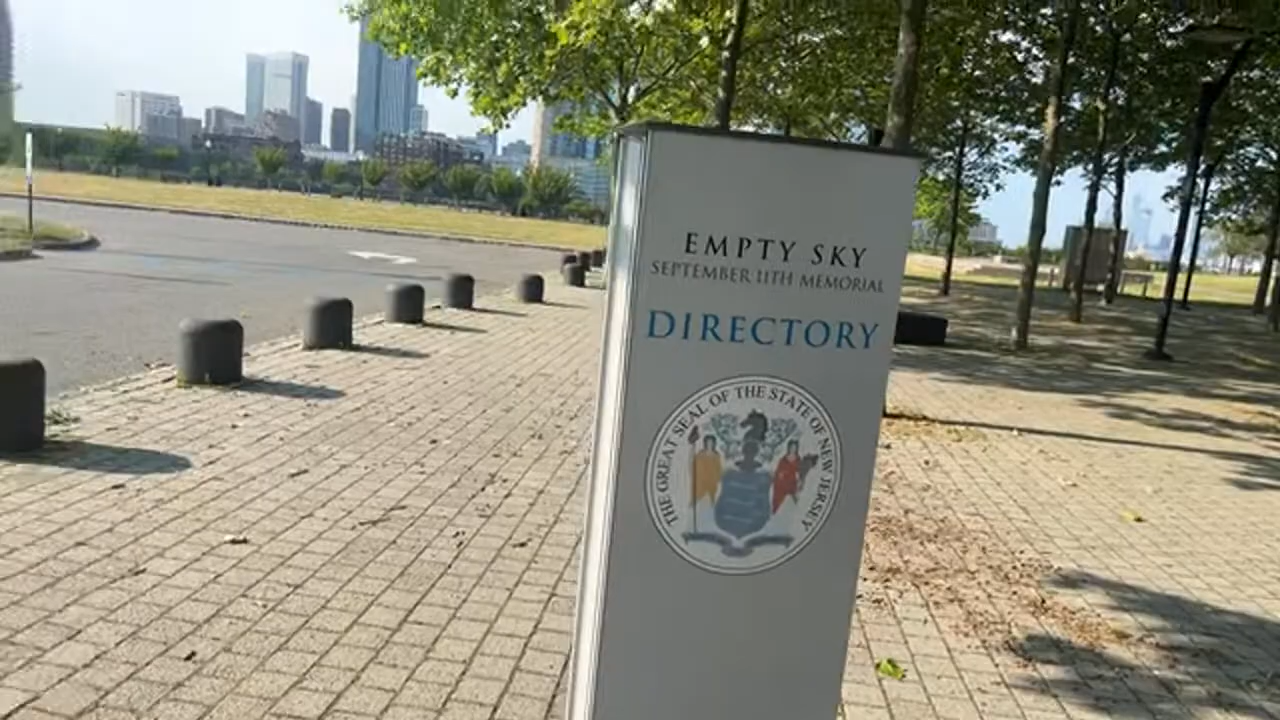 EMPTY SKY
SEPTEMBER 11TH MEMORIAL
DIRECTORY
THE GREAT SEAL OF THE STATE OF NEW JERSEY